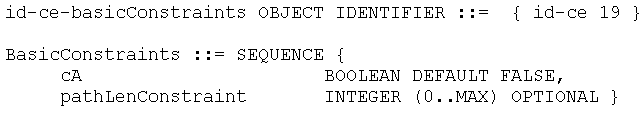 id-ce-basicConstraints OBJECT IDENTIFIER ::=  { id-ce 19 }

BasicConstraints ::= SEQUENCE {
     cA                      BOOLEAN DEFAULT FALSE,
     pathLenConstraint       INTEGER (0..MAX) OPTIONAL }